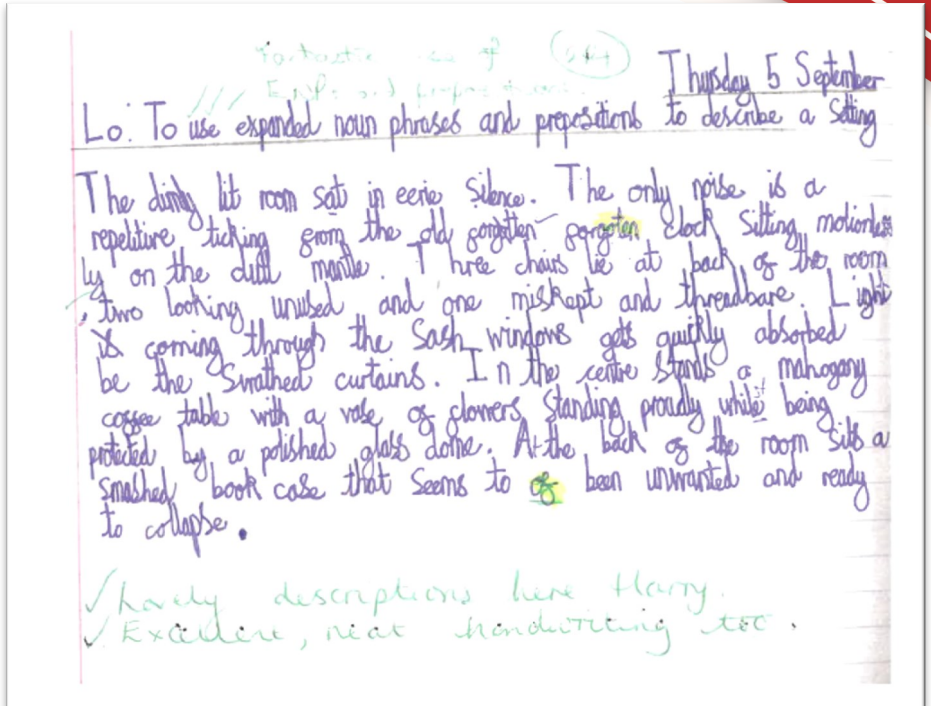 fantastic use of
ENPs and prepositions.
Thursday 5 September
Lo: To use expanded noun phrases and prepositions to describe a Setting
The dimly lit room sat in eerie Silence. The only noise is a
repetitive ticking from the old forgotten forgoten clock Sitting motionless
ly on the dull mantle. Three chairs lie at back of the room
, two looking unused and one miskept and threadbare. Light
is coming through the Sash windows gets quickly absorbed
be the Swathed curtains. In the centre Stands a mahogany
coffee table with a vase of flowers Standing proudly while being
protected by a polished glass dome. At the back of the room Sits a
Smashed book case that Seems to of been unwanted and ready
to collapse.
Lovely descriptions here Harry.
Excellent, neat handwriting too.